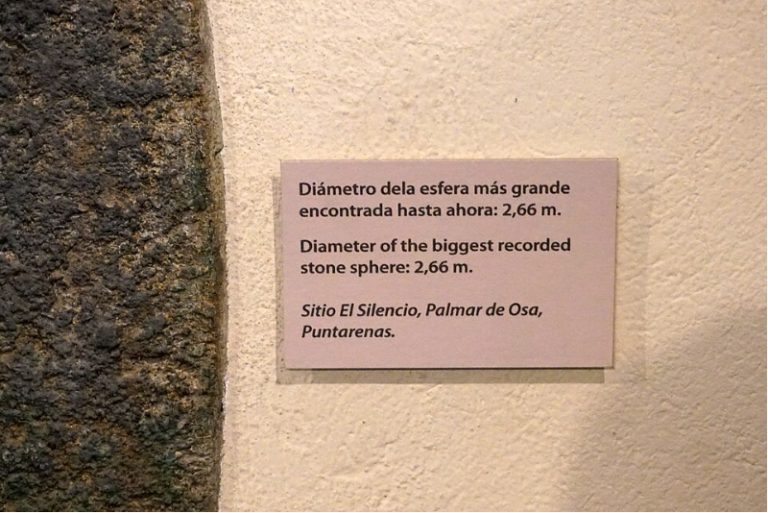 Diámetro dela esfera más grande
encontrada hasta ahora: 2,66 m.
Diameter of the biggest recorded
stone sphere: 2,66 m.
Sitio El Silencio, Palmar de Osa,
Puntarenas.